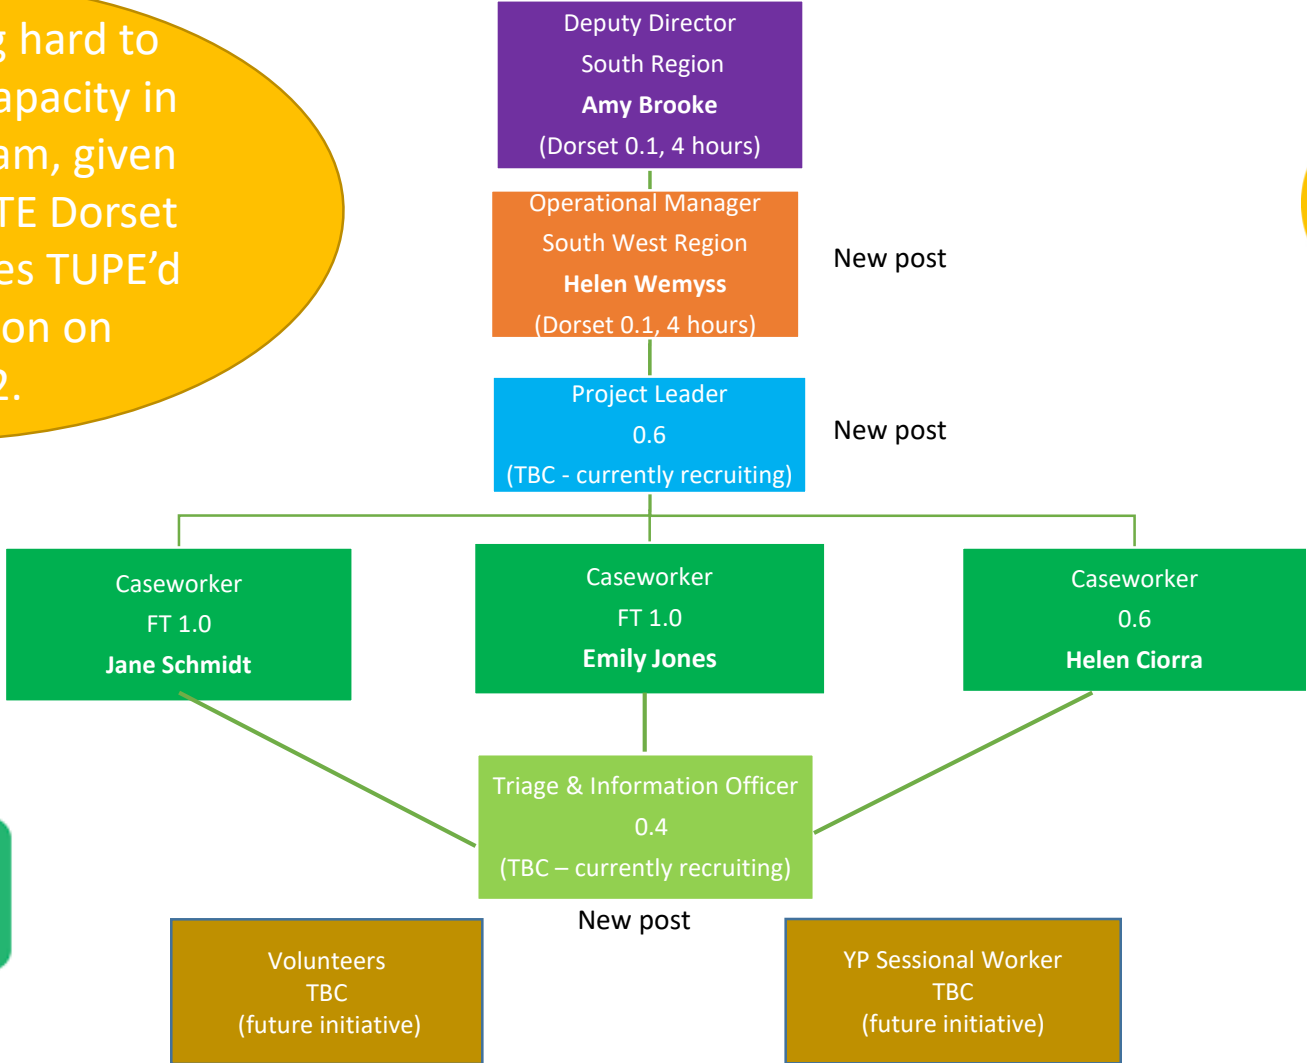 hard to
apacity in
am, given
TE Dorset
es TUPE’d
on on
2.
Deputy Director
South Region
Amy Brooke
(Dorset 0.1, 4 hours)
Operational Manager
South West Region
Helen Wemyss
(Dorset 0.1, 4 hours)
New post
Project Leader
0.6
(TBC - currently recruiting)
New post
Caseworker
FT 1.0
Jane Schmidt
Caseworker
FT 1.0
Emily Jones
Caseworker
0.6
Helen Ciorra
Triage & Information Officer
0.4
(TBC – currently recruiting)
New post
Volunteers
TBC
(future initiative)
YP Sessional Worker
TBC
(future initiative)